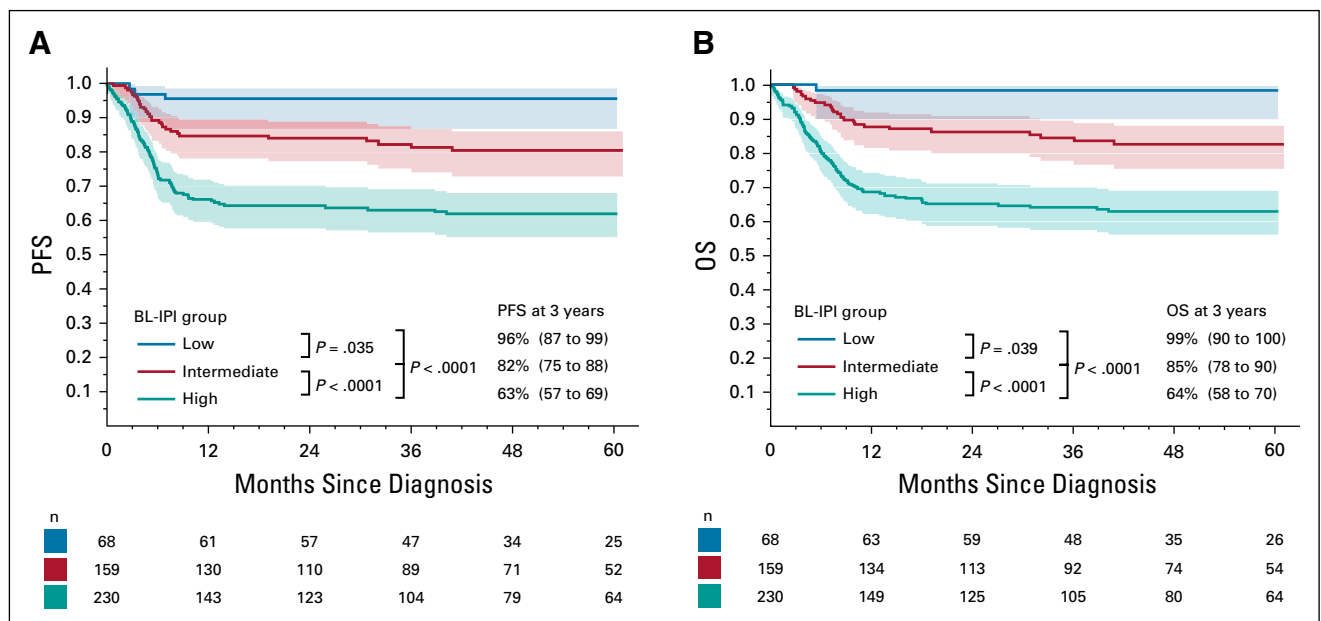 A
PFS
1.0
0.9
0.8
0.7
0.6
0.5
0.4
0.3
0.2
0.1
BL-IPI group
Low
Intermediate
High
P = .035
P < .0001
P < .0001
PFS at 3 years
96% (87 to 99)
82% (75 to 88)
63% (57 to 69)
0 12 24 36 48 60
Months Since Diagnosis
n
68 61 57 47 34 25
159 130 110 89 71 52
230 143 123 104 79 64
B
OS
1.0
0.9
0.8
0.7
0.6
0.5
0.4
0.3
0.2
0.1
BL-IPI group
Low
Intermediate
High
P = .039
P < .0001
P < .0001
OS at 3 years
99% (90 to 100)
85% (78 to 90)
64% (58 to 70)
0 12 24 36 48 60
Months Since Diagnosis
n
68 63 59 48 35 26
159 134 113 92 74 54
230 149 125 105 80 64